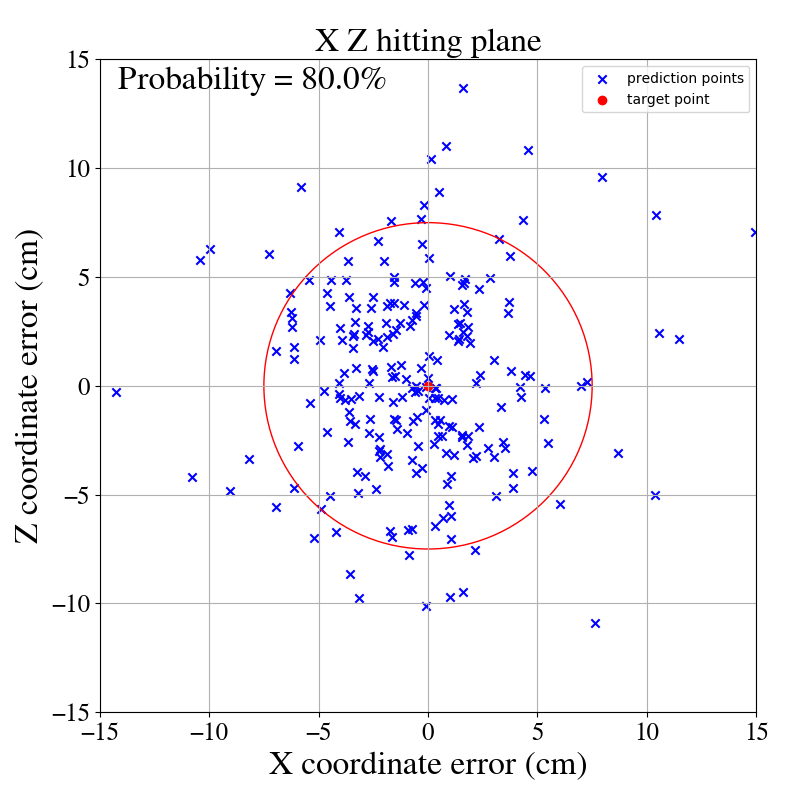 X Z hitting plane
Probability = 80.0%
prediction points
target point
15
10
5
0
−5
−10
−15
Z coordinate error (cm)
−15
−10
−5
0
5
10
15
X coordinate error (cm)